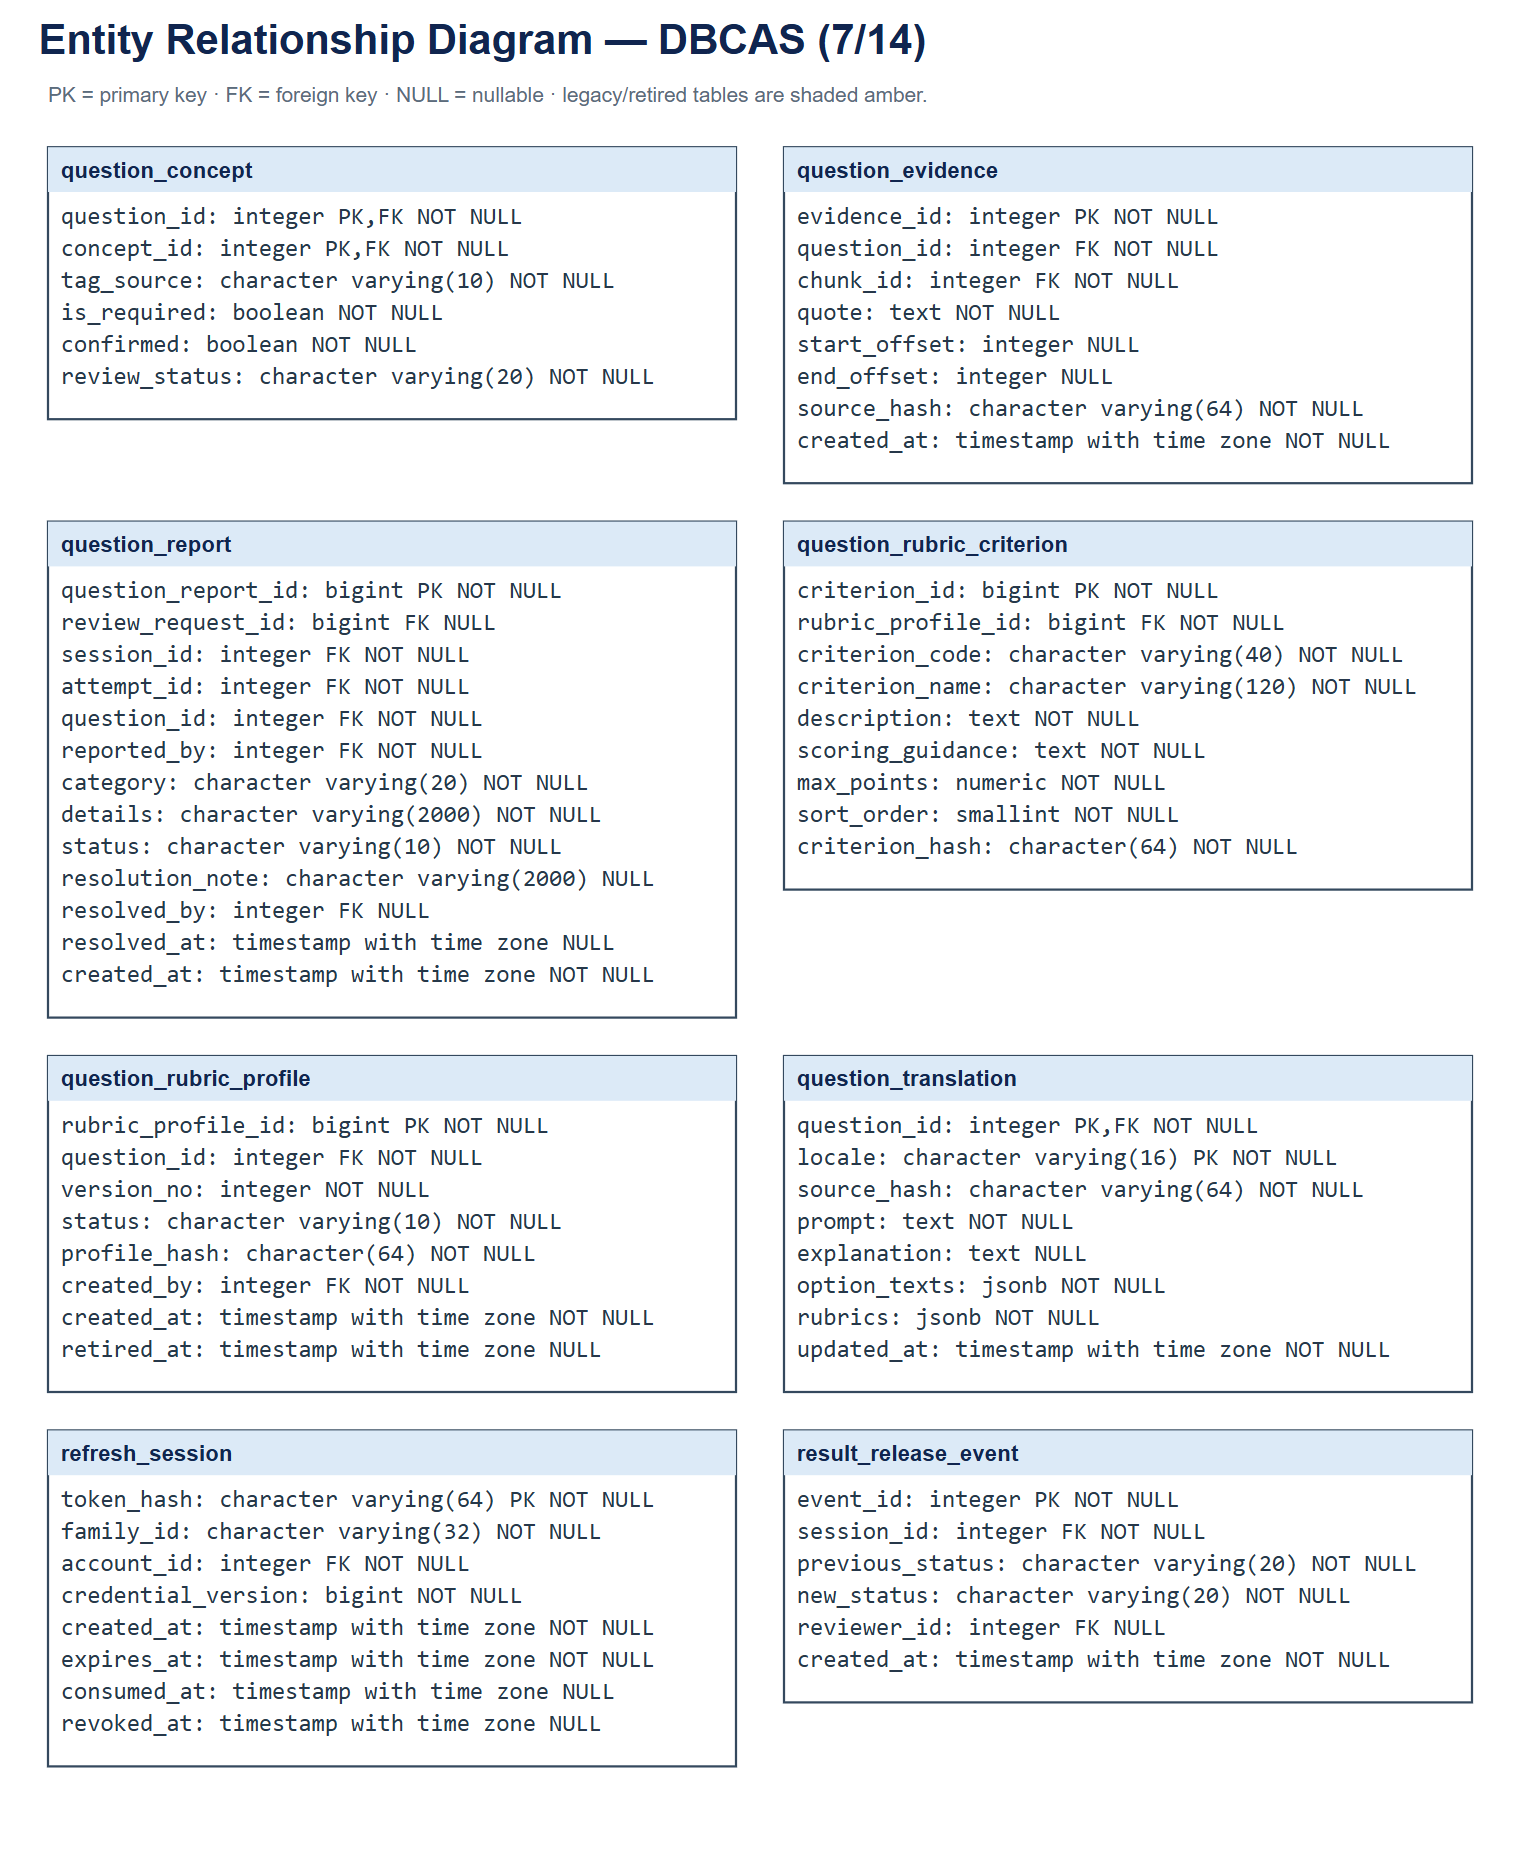 Entity Relationship Diagram — DBCAS (7/14)
PK = primary key · FK = foreign key · NULL = nullable · legacy/retired tables are shaded amber.
question_concept
question_id: integer PK,FK NOT NULL
concept_id: integer PK,FK NOT NULL
tag_source: character varying(10) NOT NULL
is_required: boolean NOT NULL
confirmed: boolean NOT NULL
review_status: character varying(20) NOT NULL
question_evidence
evidence_id: integer PK NOT NULL
question_id: integer FK NOT NULL
chunk_id: integer FK NOT NULL
quote: text NOT NULL
start_offset: integer NULL
end_offset: integer NULL
source_hash: character varying(64) NOT NULL
created_at: timestamp with time zone NOT NULL
question_report
question_report_id: bigint PK NOT NULL
review_request_id: bigint FK NULL
session_id: integer FK NOT NULL
attempt_id: integer FK NOT NULL
question_id: integer FK NOT NULL
reported_by: integer FK NOT NULL
category: character varying(20) NOT NULL
details: character varying(2000) NOT NULL
status: character varying(10) NOT NULL
resolution_note: character varying(2000) NULL
resolved_by: integer FK NULL
resolved_at: timestamp with time zone NULL
created_at: timestamp with time zone NOT NULL
question_rubric_criterion
criterion_id: bigint PK NOT NULL
rubric_profile_id: bigint FK NOT NULL
criterion_code: character varying(40) NOT NULL
criterion_name: character varying(120) NOT NULL
description: text NOT NULL
scoring_guidance: text NOT NULL
max_points: numeric NOT NULL
sort_order: smallint NOT NULL
criterion_hash: character(64) NOT NULL
question_rubric_profile
rubric_profile_id: bigint PK NOT NULL
question_id: integer FK NOT NULL
version_no: integer NOT NULL
status: character varying(10) NOT NULL
profile_hash: character(64) NOT NULL
created_by: integer FK NOT NULL
created_at: timestamp with time zone NOT NULL
retired_at: timestamp with time zone NULL
question_translation
question_id: integer PK,FK NOT NULL
locale: character varying(16) PK NOT NULL
source_hash: character varying(64) NOT NULL
prompt: text NOT NULL
explanation: text NULL
option_texts: jsonb NOT NULL
rubrics: jsonb NOT NULL
updated_at: timestamp with time zone NOT NULL
refresh_session
token_hash: character varying(64) PK NOT NULL
family_id: character varying(32) NOT NULL
account_id: integer FK NOT NULL
credential_version: bigint NOT NULL
created_at: timestamp with time zone NOT NULL
expires_at: timestamp with time zone NOT NULL
consumed_at: timestamp with time zone NULL
revoked_at: timestamp with time zone NULL
result_release_event
event_id: integer PK NOT NULL
session_id: integer FK NOT NULL
previous_status: character varying(20) NOT NULL
new_status: character varying(20) NOT NULL
reviewer_id: integer FK NULL
created_at: timestamp with time zone NOT NULL